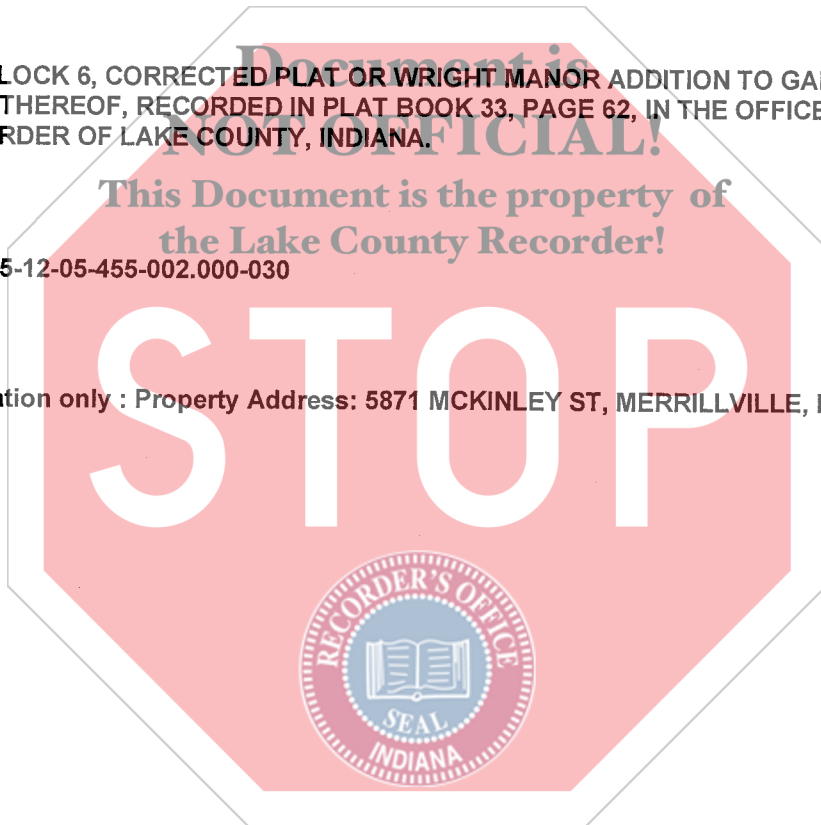 Document is
LOCK 6, CORRECTED PLAT OR WRIGHT MANOR ADDITION TO GA
THEREOF, RECORDED IN PLAT BOOK 33, PAGE 62, IN THE OFFICE
RDER OF LAKE COUNTY, INDIANA.
NOT OFFICIAL!
This Document is the property of
the Lake County Recorder!
5-12-05-455-002.000-030
ation only : Property Address: 5871 MCKINLEY ST, MERRILLVILLE,
STOP
RECORDER'S OFFICE
SEAL
INDIANA